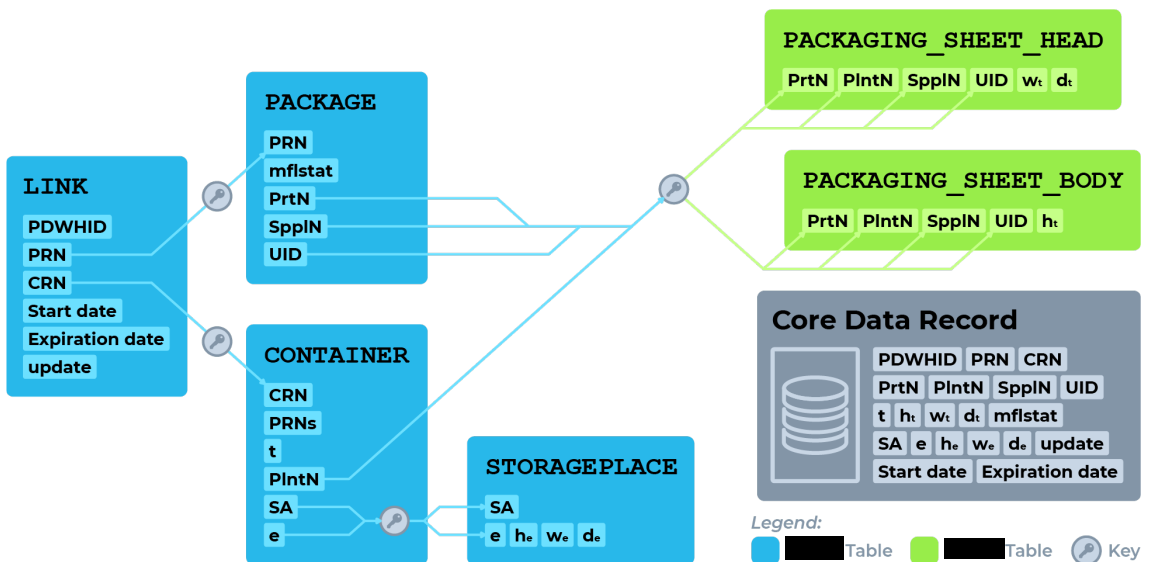 LINK
PDWHID
PRN
CRN
Start date
Expiration date
update
PACKAGE
PRN
mflstat
PrtN
SpplN
UID
CONTAINER
CRN
PRNs
t
PlntN
SA
e
STORAGEPLACE
SA
e hₑ wₑ dₑ
PACKAGING_SHEET_HEAD
PrtN PlntN SpplN UID wₜ dₜ
PACKAGING_SHEET_BODY
PrtN PlntN SpplN UID hₜ
Core Data Record
PDWHID PRN CRN
PrtN PlntN SpplN UID
t hₜ wₜ dₜ mflstat
SA e hₑ wₑ dₑ update
Start date Expiration date
Legend:
Table Table Key